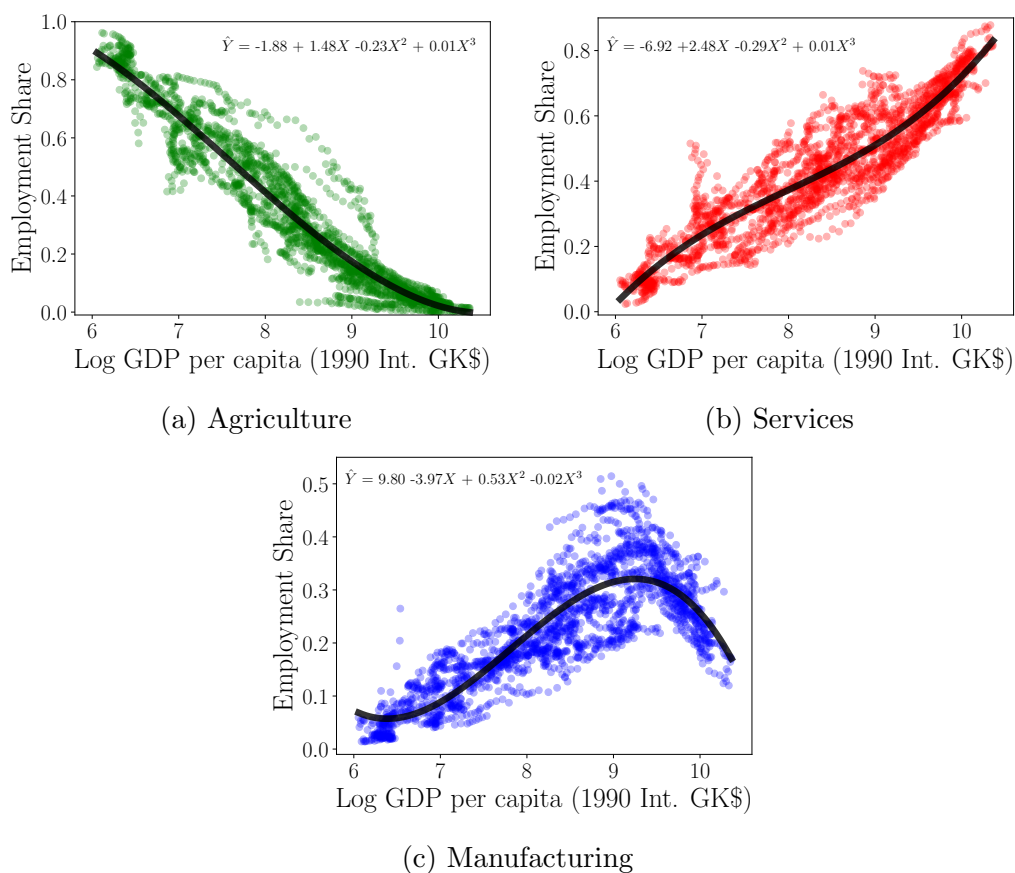 Ŷ = -1.88 + 1.48X -0.23X² + 0.01X³
1.0
0.8
0.6
0.4
0.2
0.0
Employment Share
6 7 8 9 10
Log GDP per capita (1990 Int. GK$)
(a) Agriculture
Ŷ = -6.92 +2.48X -0.29X² + 0.01X³
0.8
0.6
0.4
0.2
0.0
Employment Share
6 7 8 9 10
Log GDP per capita (1990 Int. GK$)
(b) Services
Ŷ = 9.80 -3.97X + 0.53X² -0.02X³
0.5
0.4
0.3
0.2
0.1
0.0
Employment Share
6 7 8 9 10
Log GDP per capita (1990 Int. GK$)
(c) Manufacturing